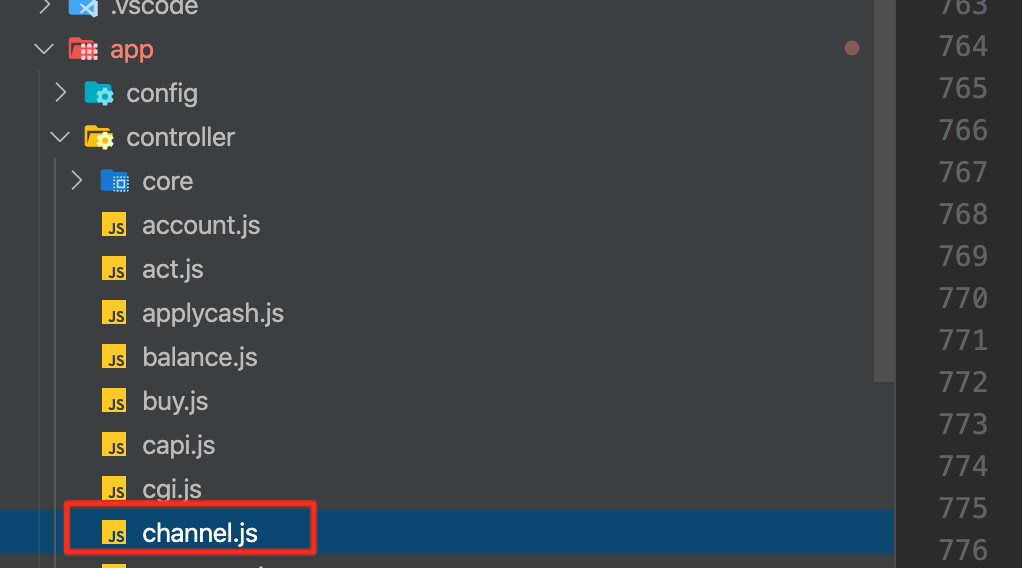 .vscode
app
config
controller
core
JS account.js
JS act.js
JS applycash.js
JS balance.js
JS buy.js
JS capi.js
JS cgi.js
JS channel.js
763
764
765
766
767
768
769
770
771
772
773
774
775
776